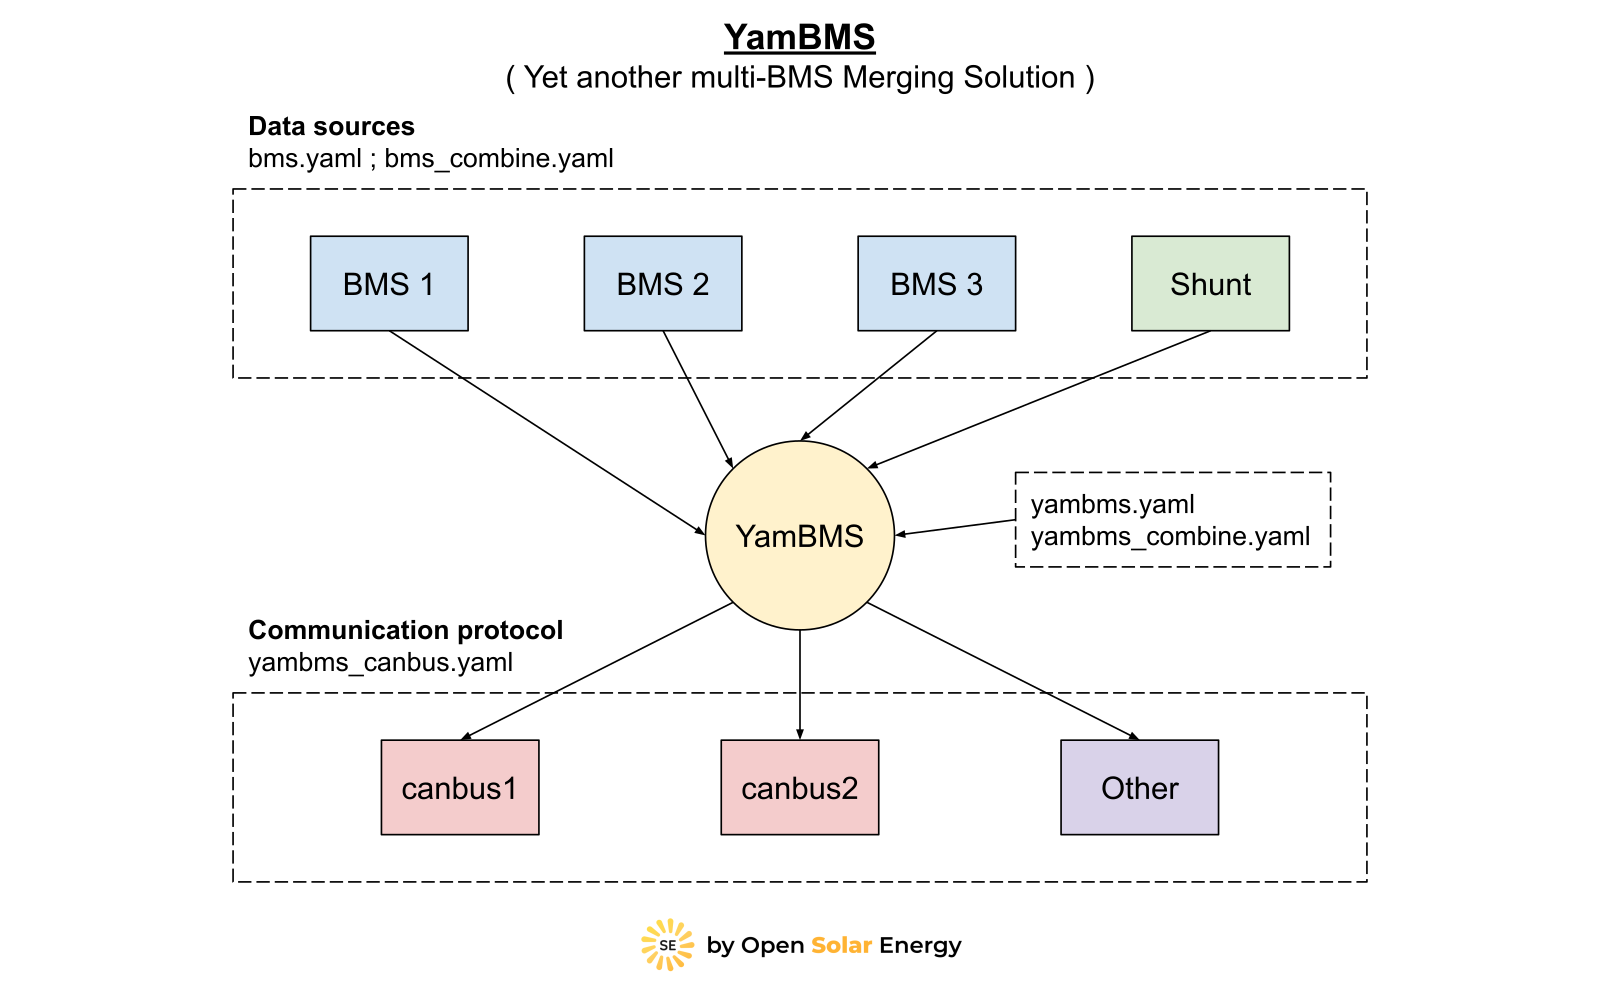 YamBMS
( Yet another multi-BMS Merging Solution )
Data sources
bms.yaml ; bms_combine.yaml
BMS 1
BMS 2
BMS 3
Shunt
YamBMS
yambms.yaml
yambms_combine.yaml
Communication protocol
yambms_canbus.yaml
canbus1
canbus2
Other
SE
by Open Solar Energy